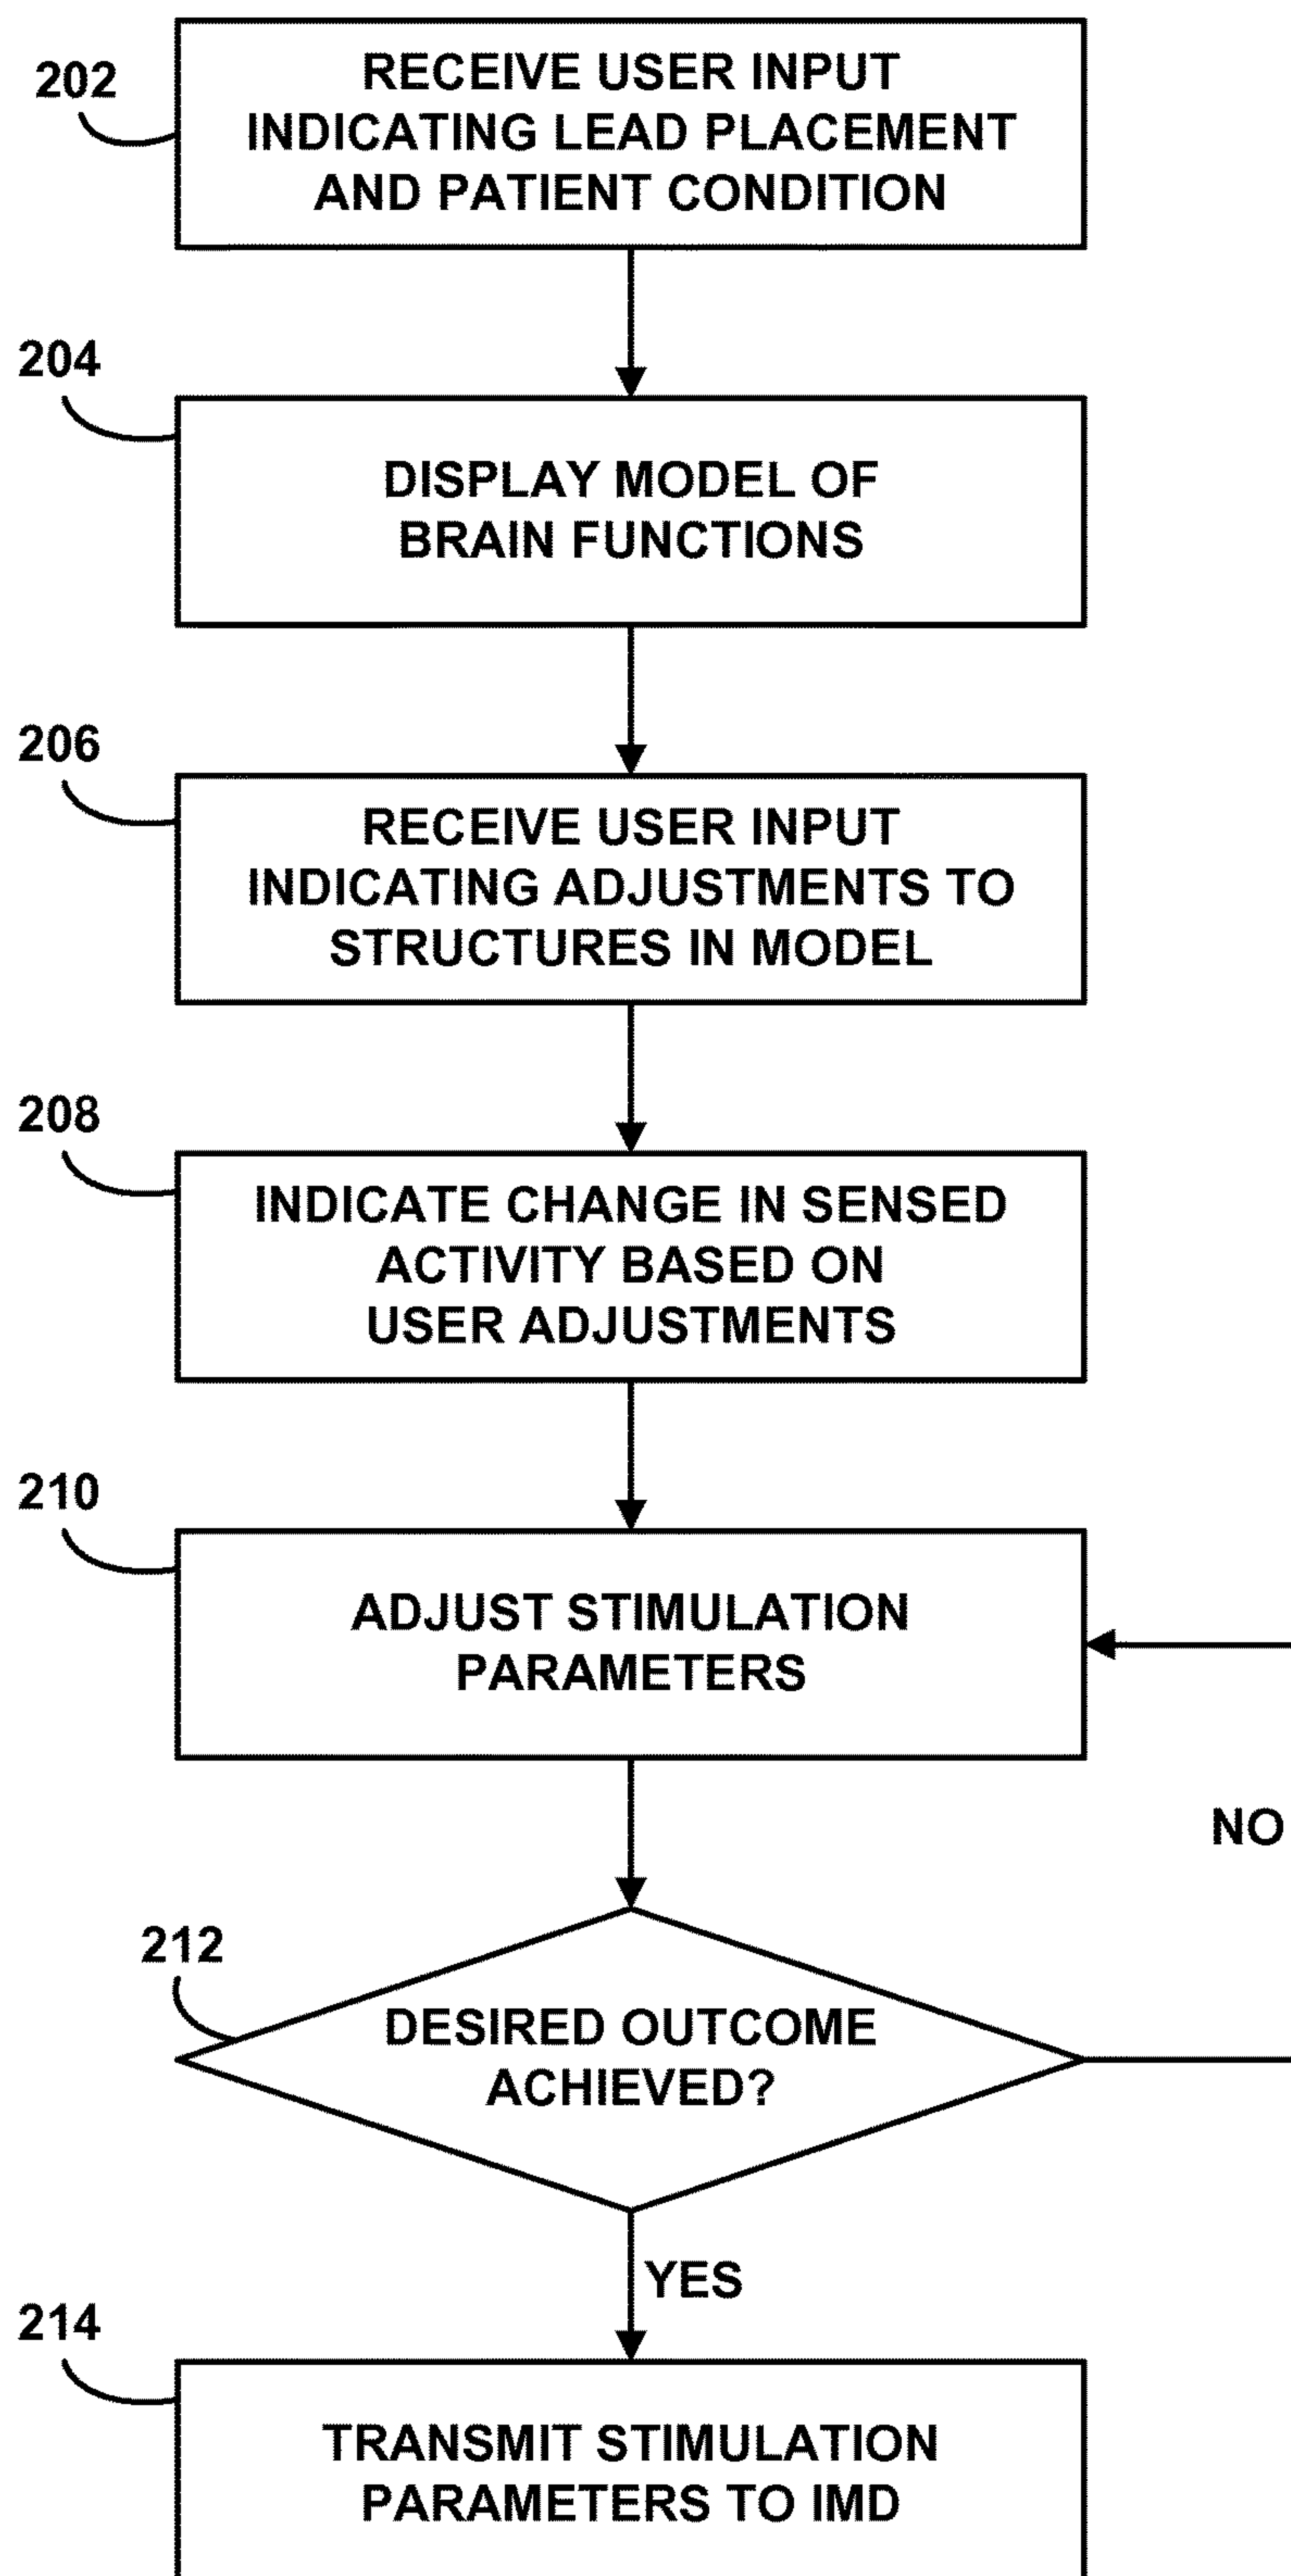 202
RECEIVE USER INPUT
INDICATING LEAD PLACEMENT
AND PATIENT CONDITION
204
DISPLAY MODEL OF
BRAIN FUNCTIONS
206
RECEIVE USER INPUT
INDICATING ADJUSTMENTS TO
STRUCTURES IN MODEL
208
INDICATE CHANGE IN SENSED
ACTIVITY BASED ON
USER ADJUSTMENTS
210
ADJUST STIMULATION
PARAMETERS
NO
212
DESIRED OUTCOME
ACHIEVED?
YES
214
TRANSMIT STIMULATION
PARAMETERS TO IMD